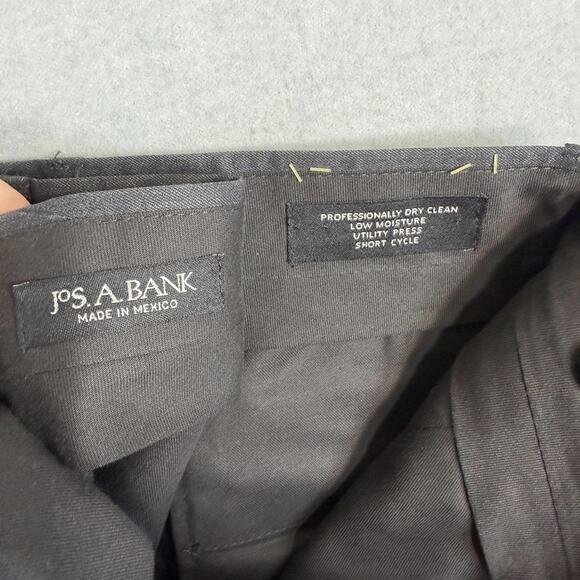 JOS. A. BANK
MADE IN MEXICO
PROFESSIONALLY DRY CLEAN
LOW MOISTURE
UTILITY PRESS
SHORT CYCLE